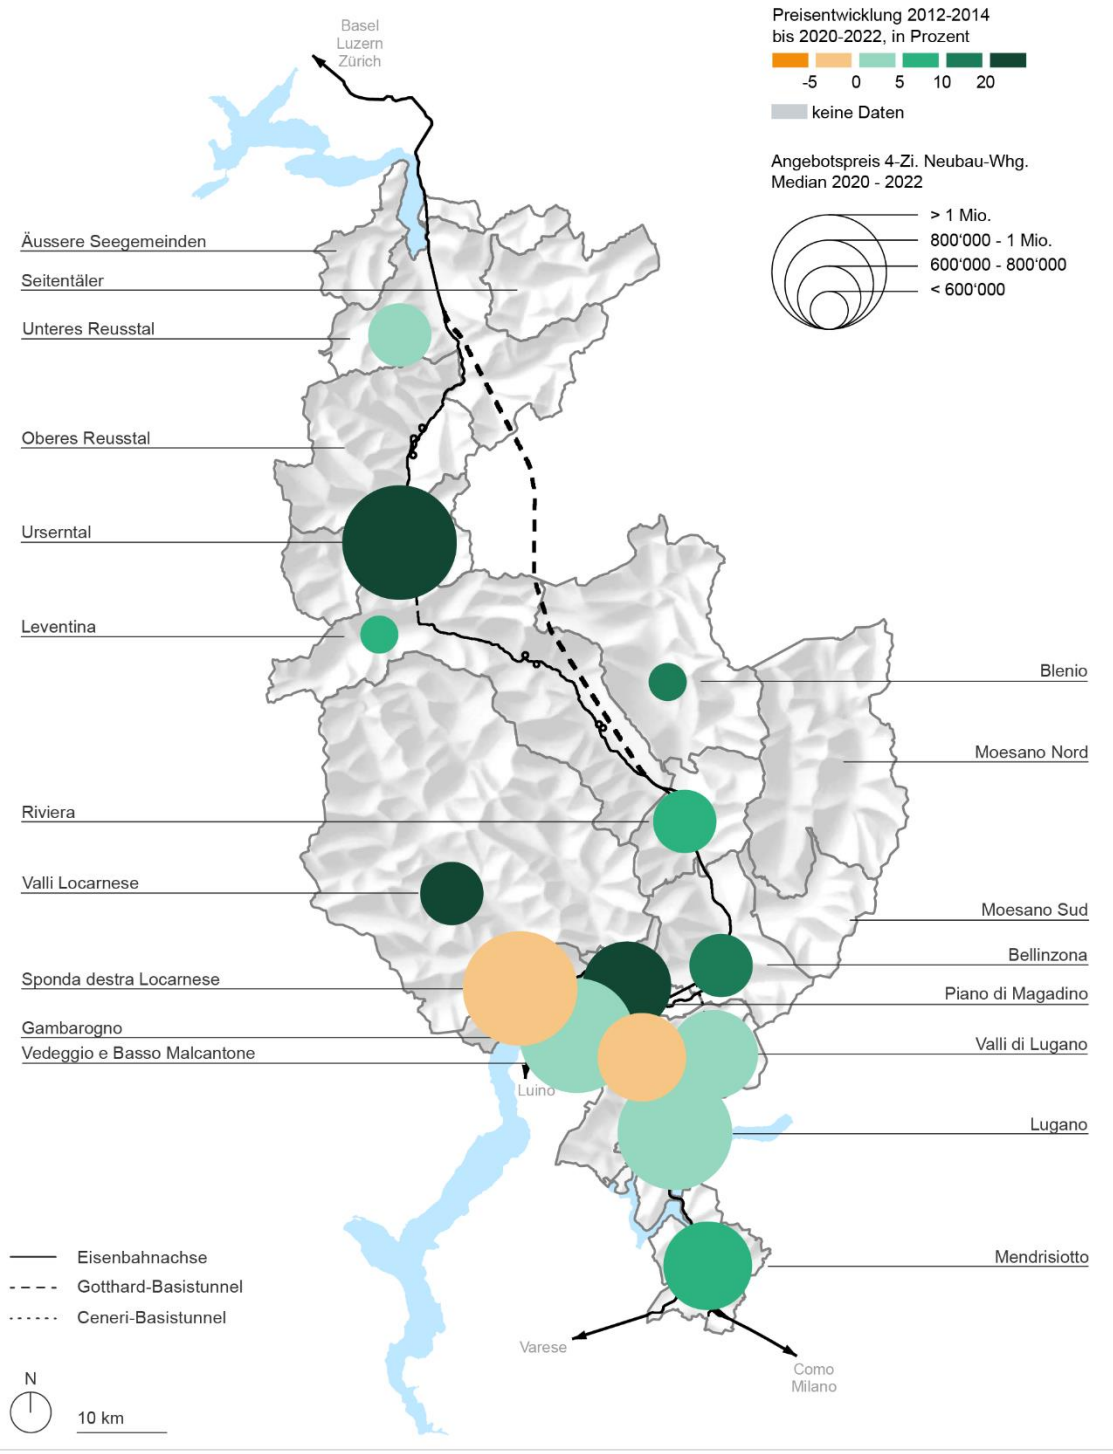 Preisentwicklung 2012-2014
bis 2020-2022, in Prozent
-5 0 5 10 20
keine Daten
Angebotspreis 4-Zi. Neubau-Whg.
Median 2020 - 2022
> 1 Mio.
800‘000 - 1 Mio.
600‘000 - 800‘000
< 600‘000
Basel
Luzern
Zürich
Äussere Seegemeinden
Seitentäler
Unteres Reusstal
Oberes Reusstal
Urserntal
Leventina
Blenio
Moesano Nord
Riviera
Valli Locarnese
Moesano Sud
Bellinzona
Sponda destra Locarnese
Piano di Magadino
Gambarogno
Valli di Lugano
Vedeggio e Basso Malcantone
Luino
Lugano
Mendrisiotto
Eisenbahnachse
Gotthard-Basistunnel
Ceneri-Basistunnel
Varese
Como
Milano
N
10 km